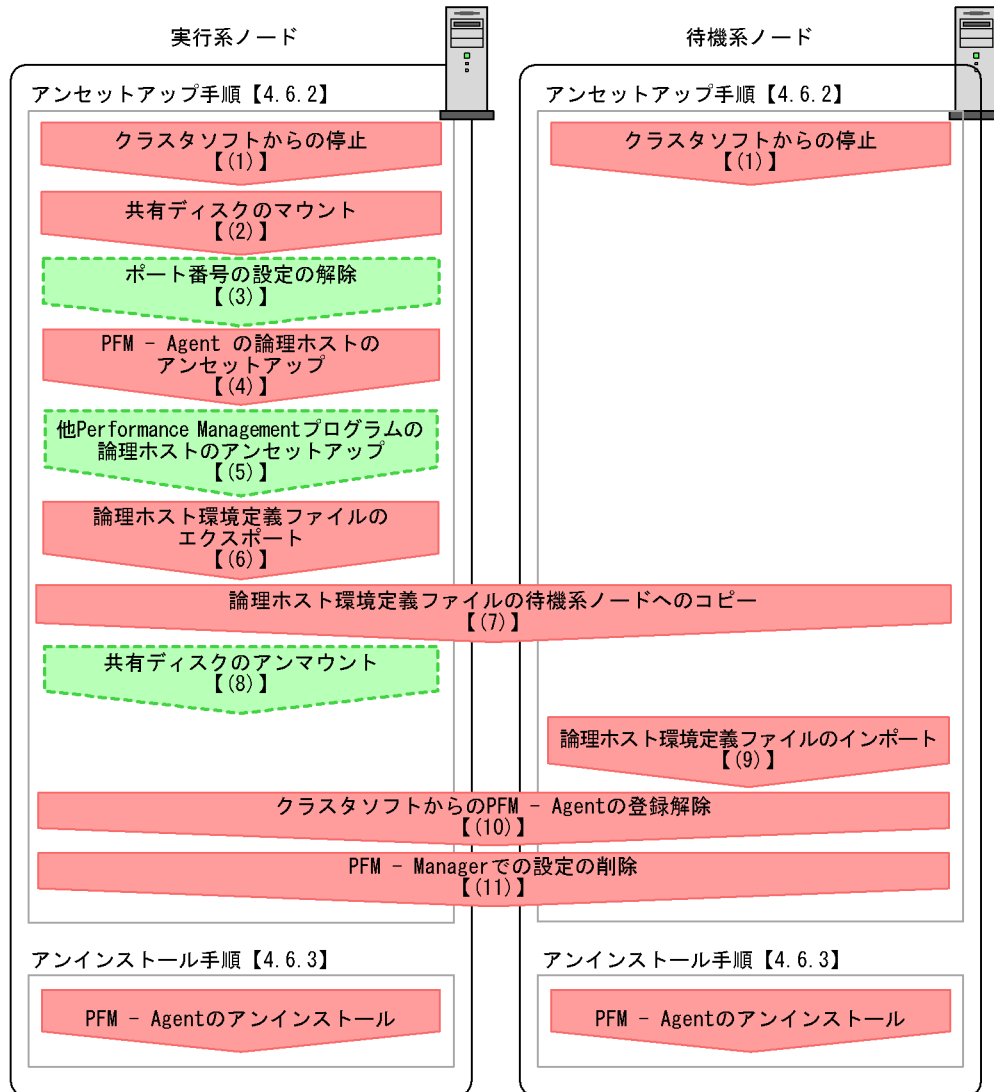 実行系ノード
待機系ノード
アンセットアップ手順【4.6.2】
アンセットアップ手順【4.6.2】
クラスタソフトからの停止
【(1)】
クラスタソフトからの停止
【(1)】
共有ディスクのマウント
【(2)】
ポート番号の設定の解除
【(3)】
PFM - Agent の論理ホストの
アンセットアップ
【(4)】
他Performance Managementプログラムの
論理ホストのアンセットアップ
【(5)】
論理ホスト環境定義ファイルの
エクスポート
【(6)】
論理ホスト環境定義ファイルの待機系ノードへのコピー
【(7)】
共有ディスクのアンマウント
【(8)】
論理ホスト環境定義ファイルのインポート
【(9)】
クラスタソフトからのPFM - Agentの登録解除
【(10)】
PFM - Managerでの設定の削除
【(11)】
アンインストール手順【4.6.3】
アンインストール手順【4.6.3】
PFM - Agentのアンインストール
PFM - Agentのアンインストール